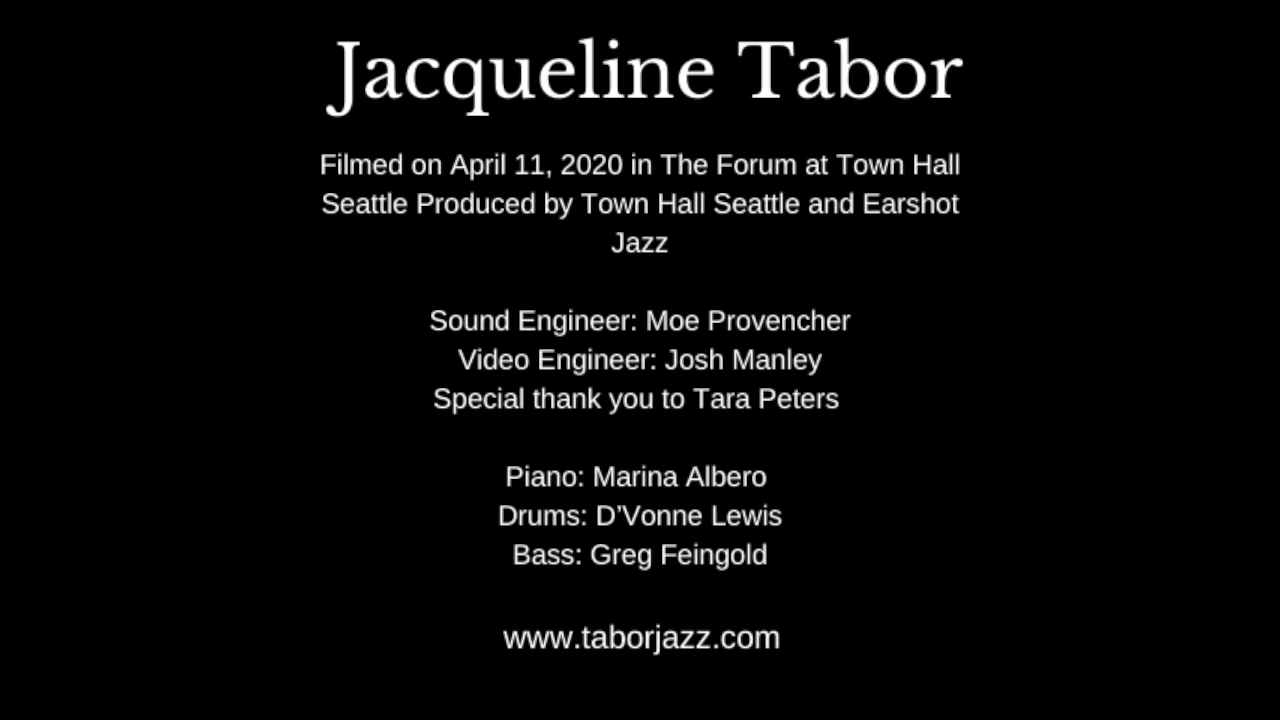 Jacqueline Tabor
Filmed on April 11, 2020 in The Forum at Town Hall
Seattle Produced by Town Hall Seattle and Earshot
Jazz
Sound Engineer: Moe Provencher
Video Engineer: Josh Manley
Special thank you to Tara Peters
Piano: Marina Albero
Drums: D’Vonne Lewis
Bass: Greg Feingold
www.taborjazz.com